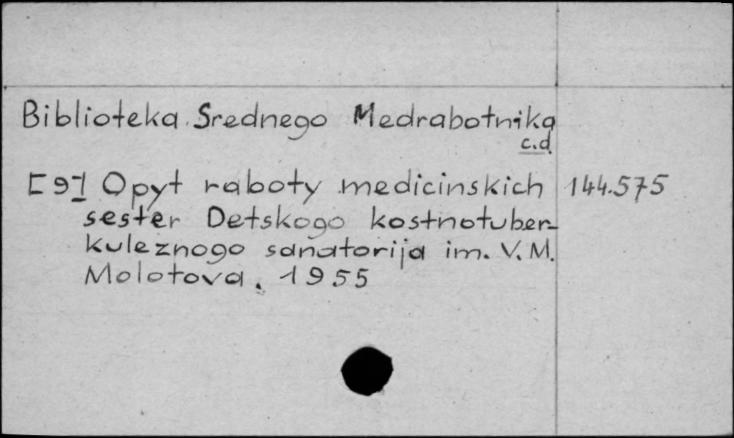 Biblioteka Srednego Medrabotnika
c.d.
[9] Opyt raboty medicinskich 144.575
sester Detskogo kostnotuber-
kuleznogo sanatorija im. V.M.
Molotova. 1955